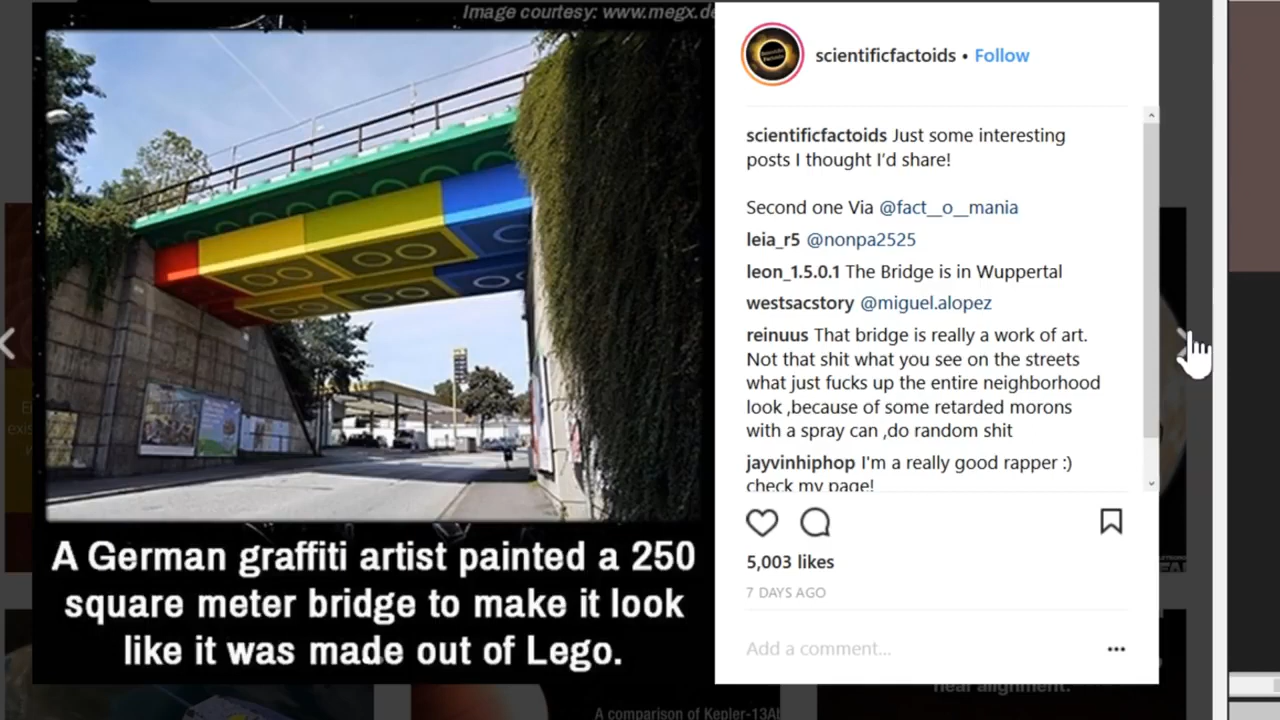 Image courtesy: www.megx.de
scientificfactoids • Follow
scientificfactoids Just some interesting
posts I thought I'd share!
Second one Via @fact__o__mania
leia_r5 @nonpa2525
leon_1.5.0.1 The Bridge is in Wuppertal
westsacstory @miguel.alopez
reinuus That bridge is really a work of art.
Not that shit what you see on the streets
what just fucks up the entire neighborhood
look ,because of some retarded morons
with a spray can ,do random shit
jayvinhiphop I'm a really good rapper :)
check my page!
5,003 likes
7 DAYS AGO
Add a comment...
A German graffiti artist painted a 250
square meter bridge to make it look
like it was made out of Lego.
A comparison of Kepler-13Ab
near alignment.